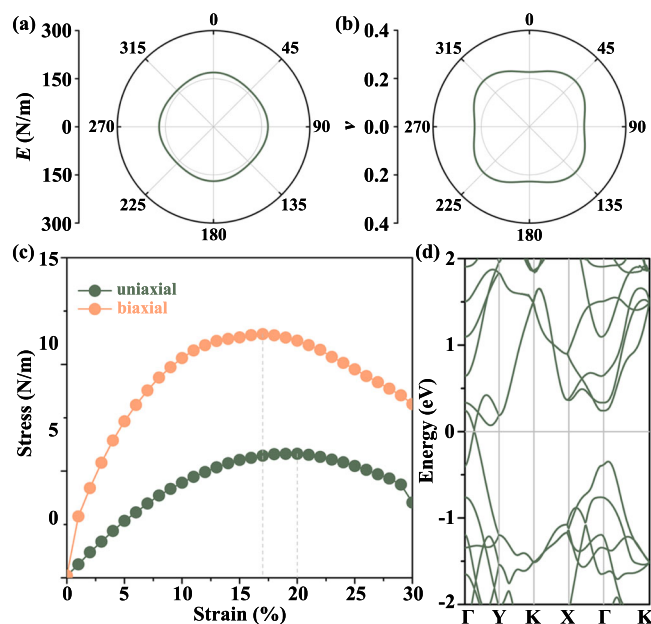 (a)
300
150
0
150
300
E (N/m)
0
45
90
135
180
225
270
315
(b)
0.4
0.2
0.0
0.2
0.4
ν
0
45
90
135
180
225
270
315
(c)
15
10
5
0
Stress (N/m)
uniaxial
biaxial
0 5 10 15 20 25 30
Strain (%)
(d)
2
1
0
-1
-2
Energy (eV)
Γ Y K X Γ K